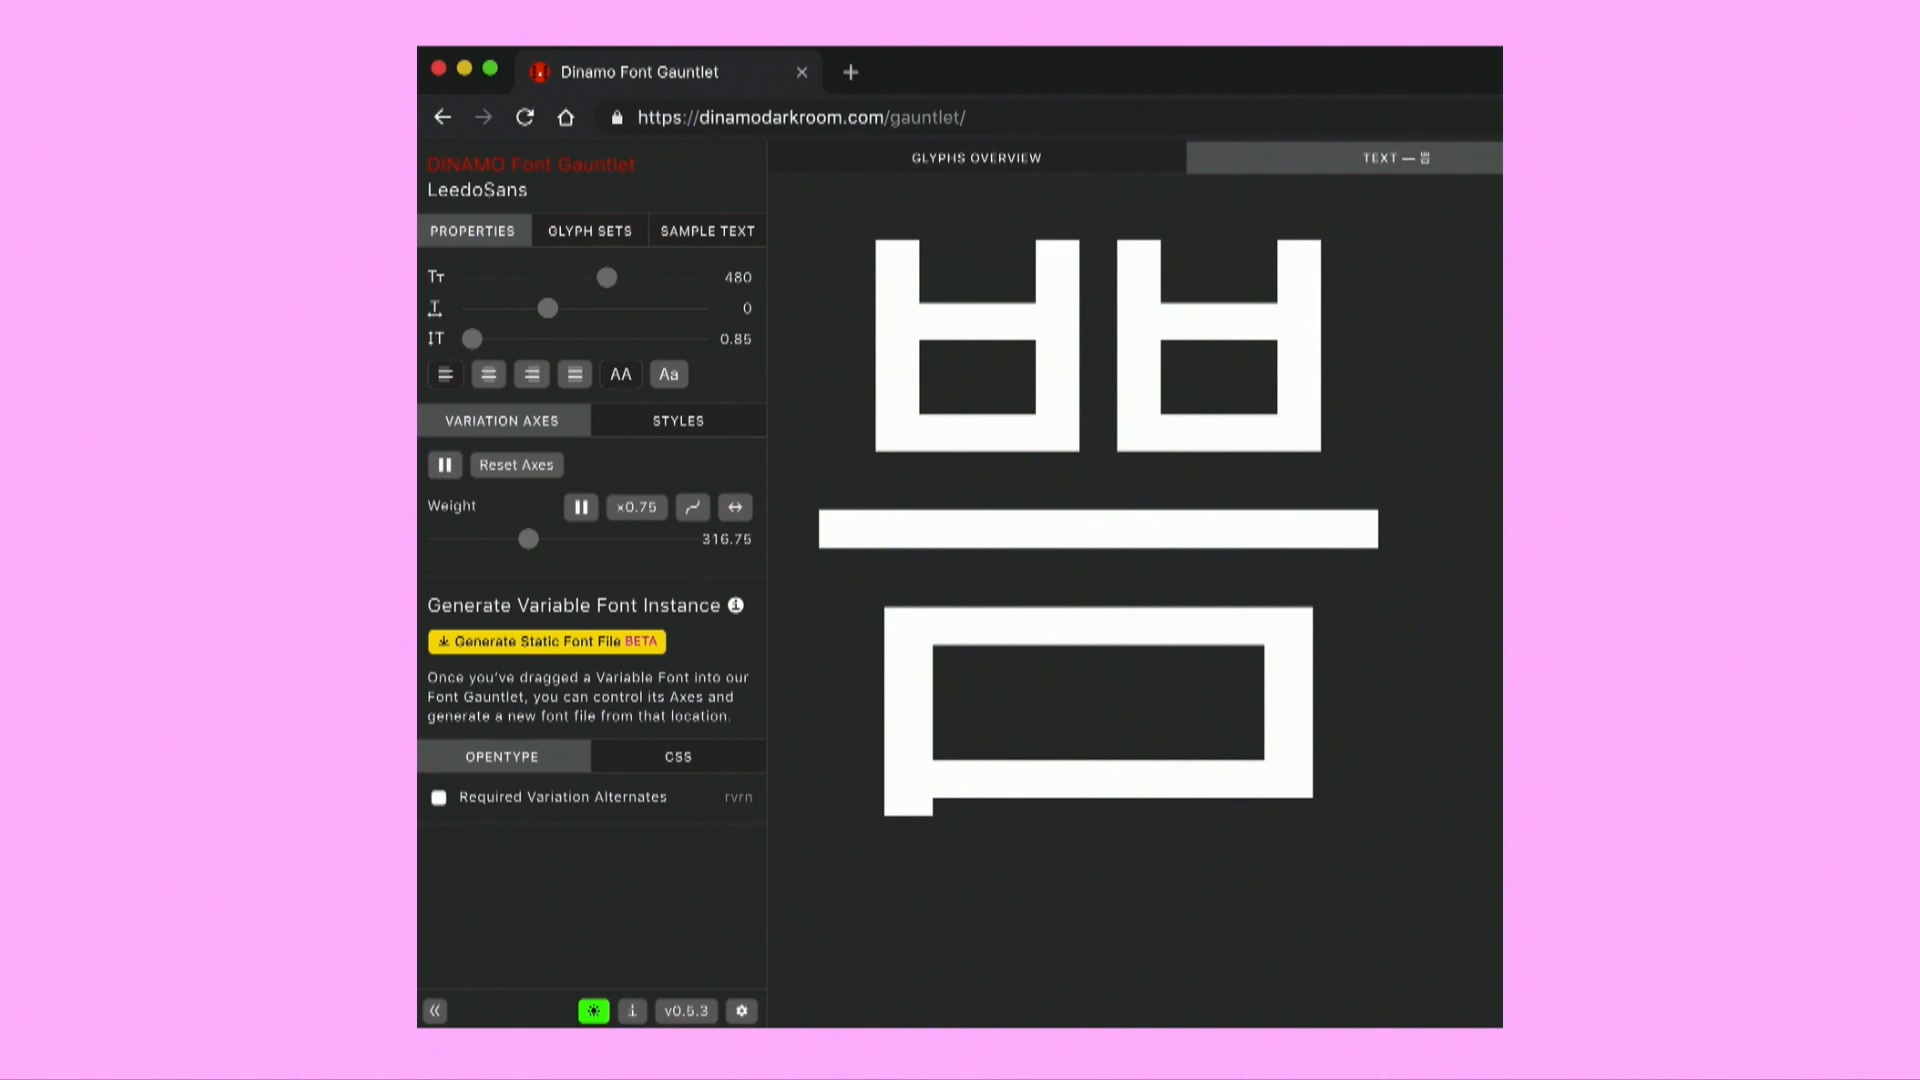 Dinamo Font Gauntlet
https://dinamodarkroom.com/gauntlet/
DINAMO Font Gauntlet
LeedoSans
PROPERTIES
GLYPH SETS
SAMPLE TEXT
480
0
0.85
AA
Aa
VARIATION AXES
STYLES
Reset Axes
Weight
×0.75
316.75
Generate Variable Font Instance
Generate Static Font File BETA
Once you've dragged a Variable Font into our
Font Gauntlet, you can control its Axes and
generate a new font file from that location.
OPENTYPE
CSS
Required Variation Alternates
rvrn
v0.5.3
GLYPHS OVERVIEW
TEXT — 쁨
쁨